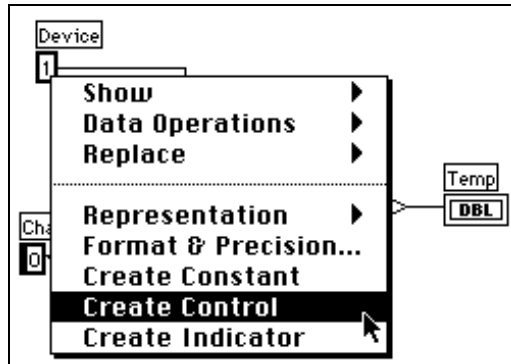 Device
1
Show
Data Operations
Replace
Temp
DBL
Representation
Format & Precision...
0
Create Constant
Create Control
Create Indicator